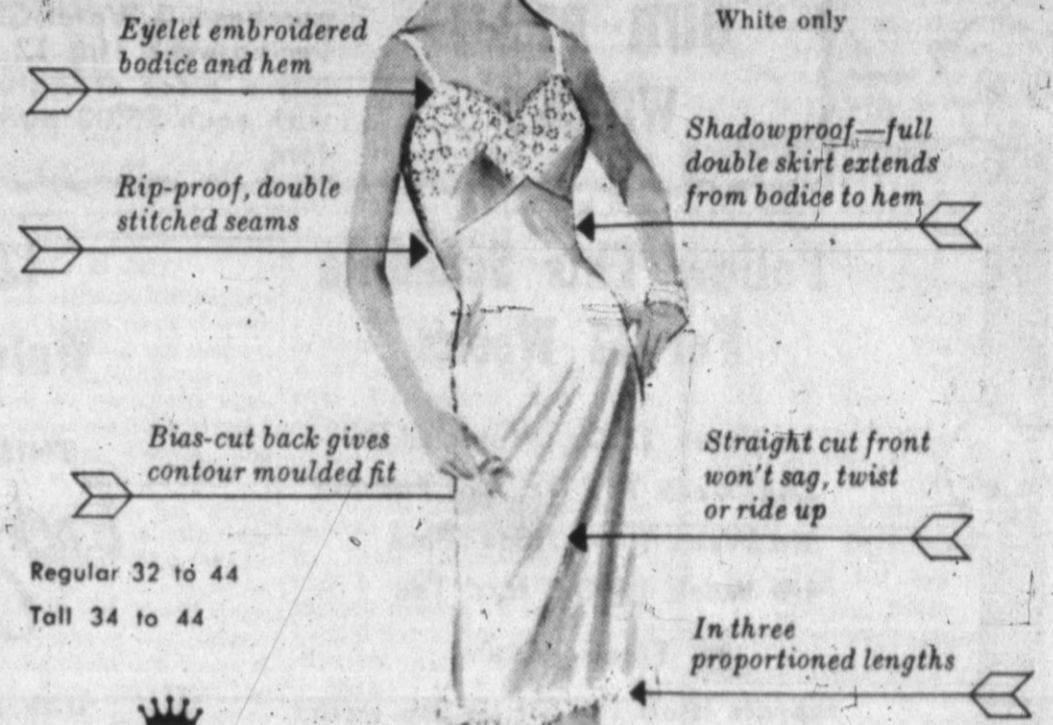 White only
Eyelet embroidered
bodice and hem
Shadowproof—full
double skirt extends
from bodice to hem
Rip-proof, double
stitched seams
Bias-cut back gives
contour moulded fit
Straight cut front
won't sag, twist
or ride up
Regular 32 to 44
Tall 34 to 44
In three
proportioned lengths